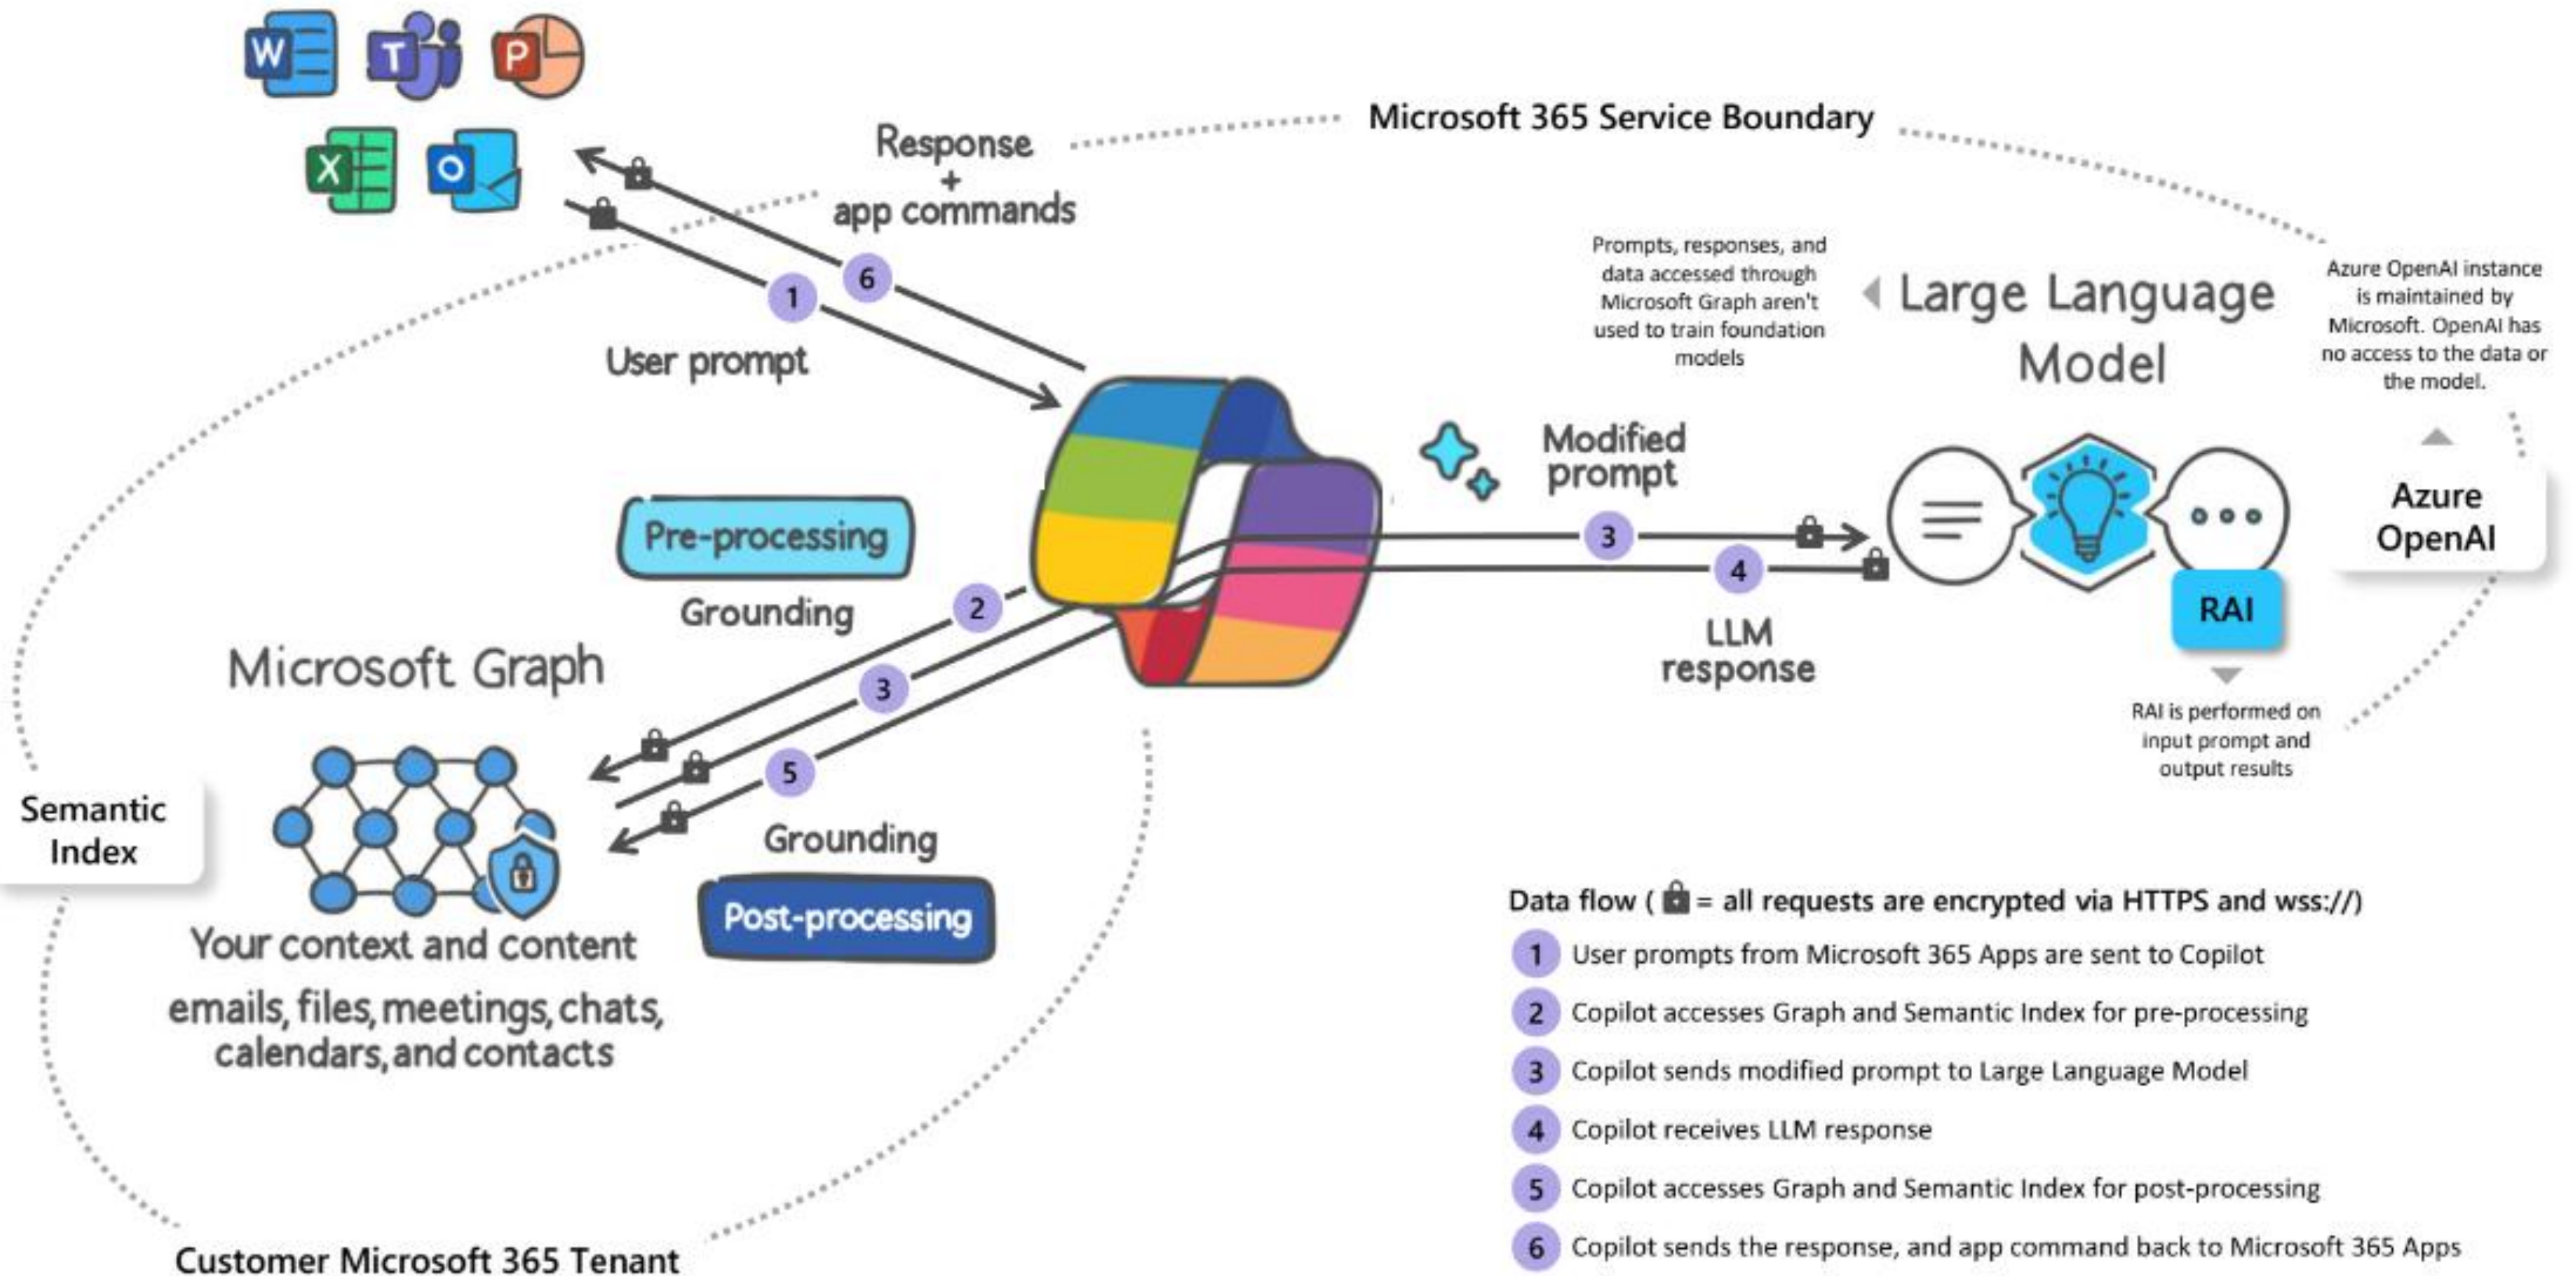 W
T
P
X
O
Microsoft 365 Service Boundary
Response
+
app commands
6
1
User prompt
Prompts, responses, and
data accessed through
Microsoft Graph aren't
used to train foundation
models
Large Language
Model
Azure OpenAI instance
is maintained by
Microsoft. OpenAI has
no access to the data or
the model.
Modified
prompt
3
4
LLM
response
Azure
OpenAI
RAI
RAI is performed on
input prompt and
output results
Pre-processing
Grounding
2
3
5
Microsoft Graph
Grounding
Post-processing
Semantic
Index
Your context and content
emails, files, meetings, chats,
calendars, and contacts
Customer Microsoft 365 Tenant
Data flow ( = all requests are encrypted via HTTPS and wss://)
1 User prompts from Microsoft 365 Apps are sent to Copilot
2 Copilot accesses Graph and Semantic Index for pre-processing
3 Copilot sends modified prompt to Large Language Model
4 Copilot receives LLM response
5 Copilot accesses Graph and Semantic Index for post-processing
6 Copilot sends the response, and app command back to Microsoft 365 Apps